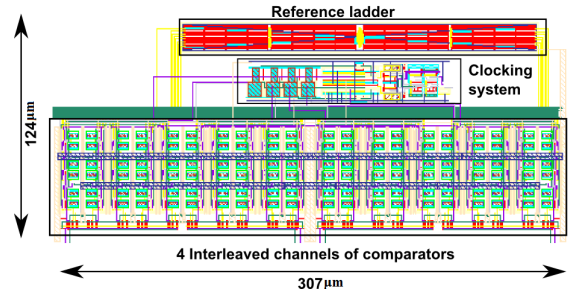 Reference ladder
Clocking
system
124µm
4 Interleaved channels of comparators
307µm